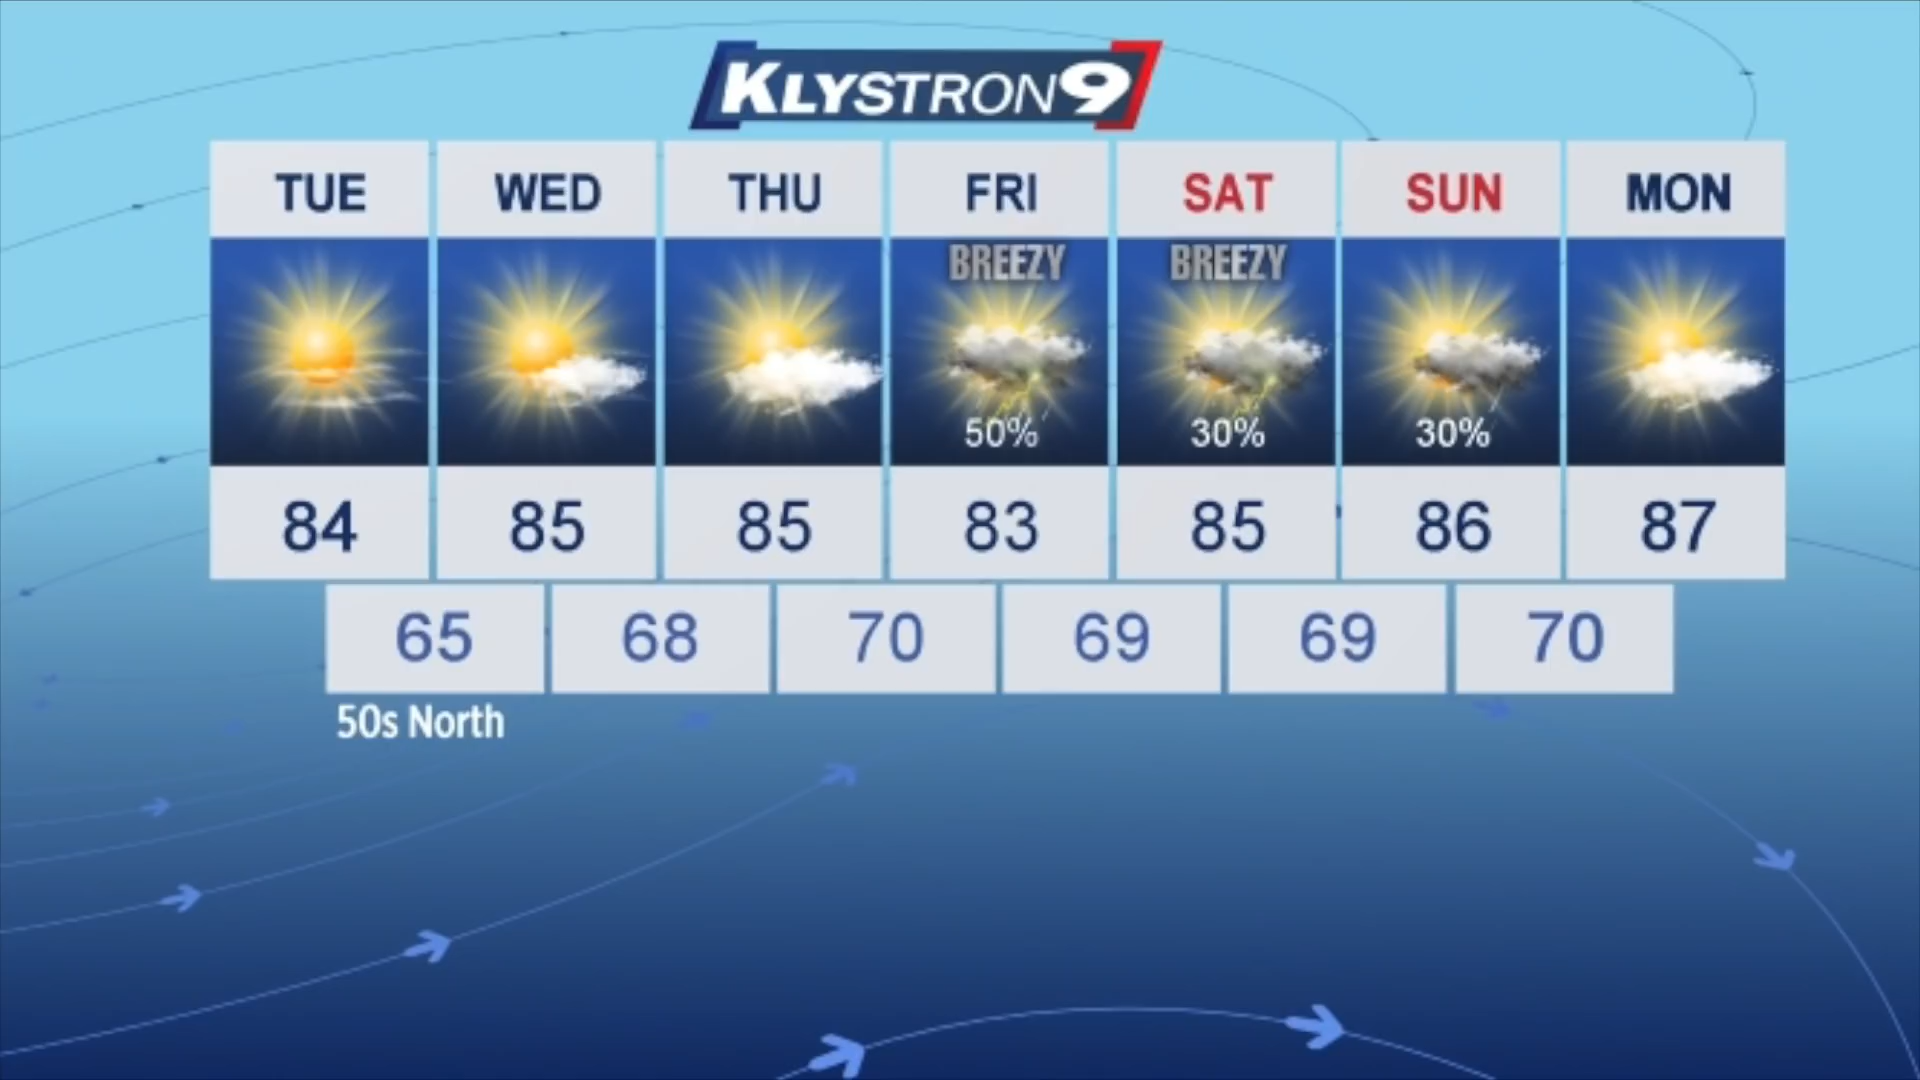 KLYSTRON9
TUE WED THU FRI SAT SUN MON
BREEZY BREEZY
50% 30% 30%
84 85 85 83 85 86 87
65 68 70 69 69 70
50s North